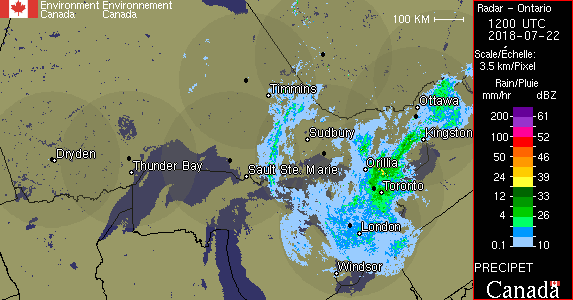 Environment Environnement
Canada Canada
100 KM
Timmins
Ottawa
Sudbury
Kingston
Dryden
Thunder Bay
Sault Ste. Marie
Orillia
Toronto
London
Windsor
Radar - Ontario
1200 UTC
2018-07-22
Scale/Échelle:
3.5 km/Pixel
Rain/Pluie
mm/hr dBZ
200 61
100 57
50 52
50 46
24 39
12 33
4 26
0.1 10
PRECIPET
Canada